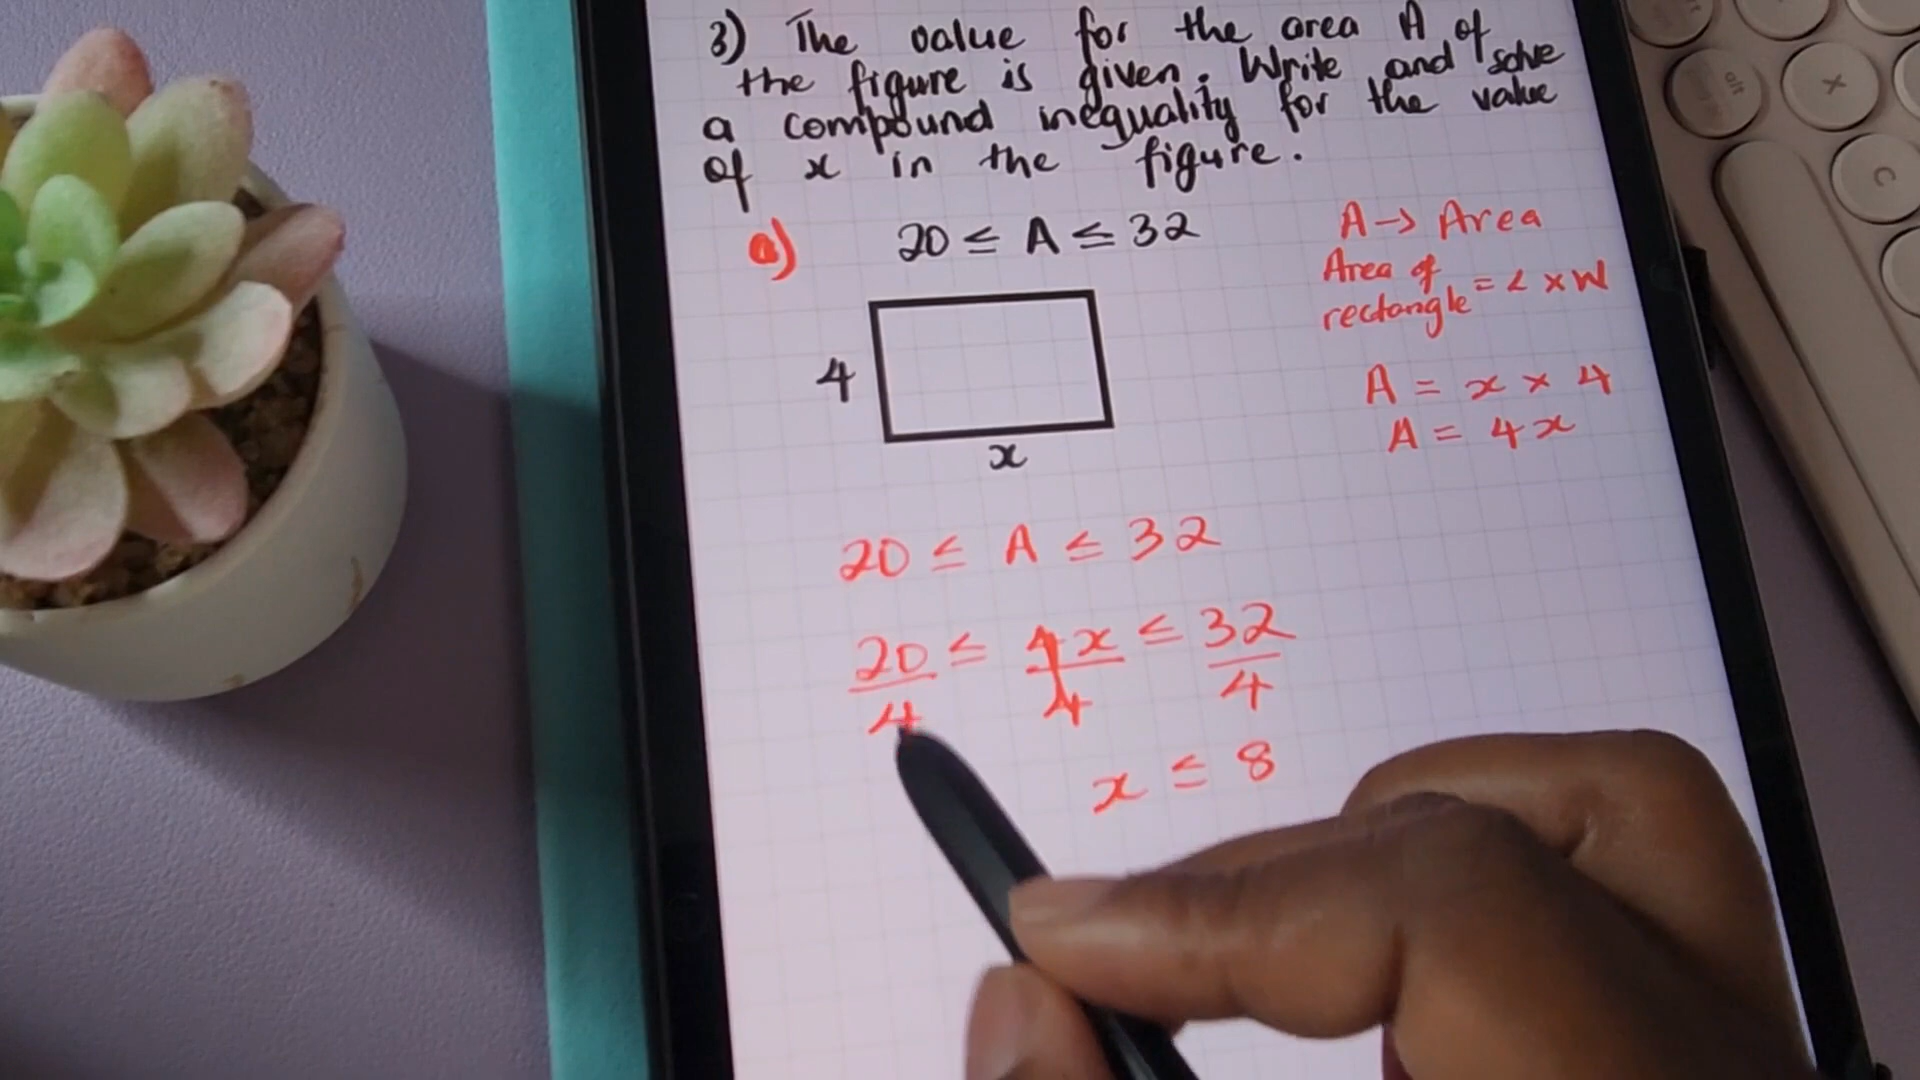 3) The value for the area A of
the figure is given. Write and solve
a compound inequality for the value
of x in the figure.
a) 20 ≤ A ≤ 32
4
x
A → Area
Area of
rectangle = L × W
A = x × 4
A = 4x
20 ≤ A ≤ 32
20/4 ≤ 4x/4 ≤ 32/4
x ≤ 8
alt
x
c